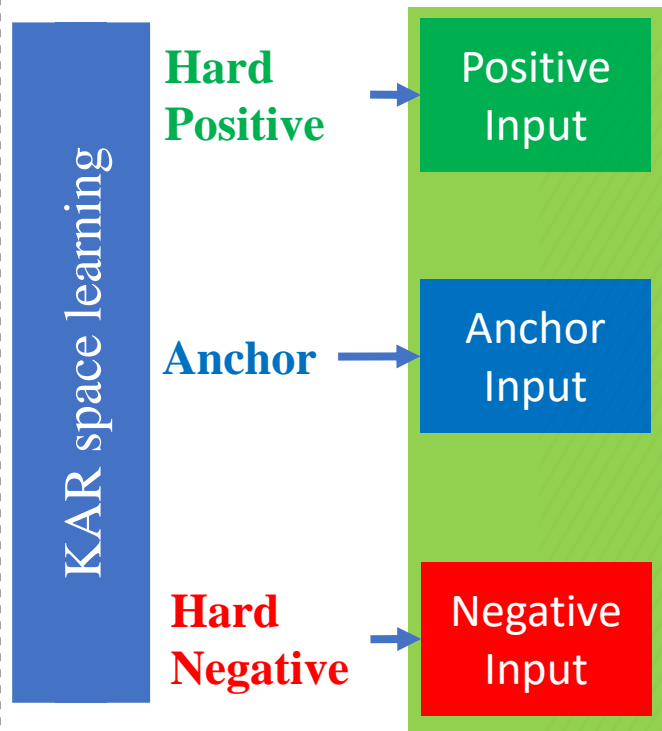 KAR space learning
Hard
Positive
Positive
Input
Anchor
Anchor
Input
Hard
Negative
Negative
Input